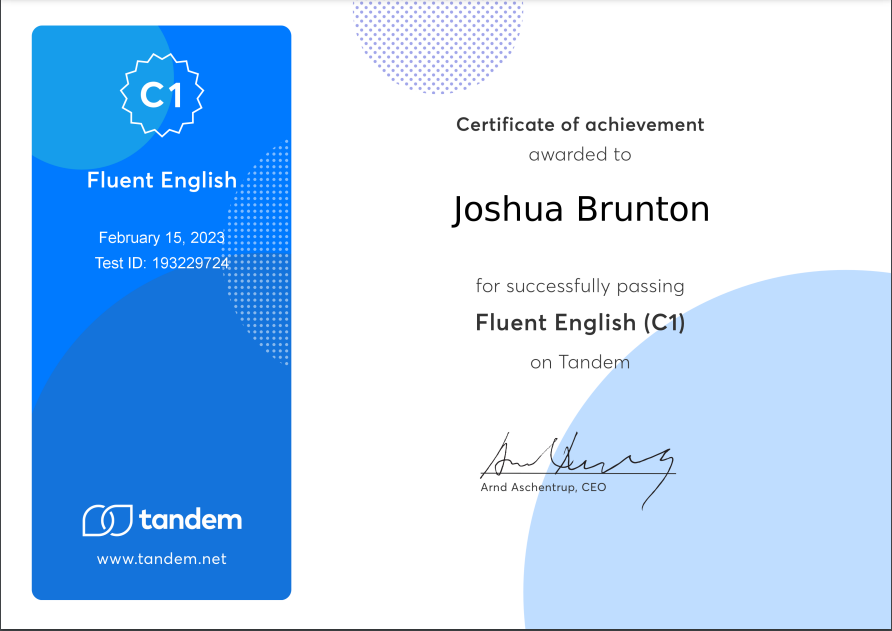 C1
Fluent English
February 15, 2023
Test ID: 193229724
tandem
www.tandem.net
Certificate of achievement
awarded to
Joshua Brunton
for successfully passing
Fluent English (C1)
on Tandem
Arnd Aschentrup, CEO